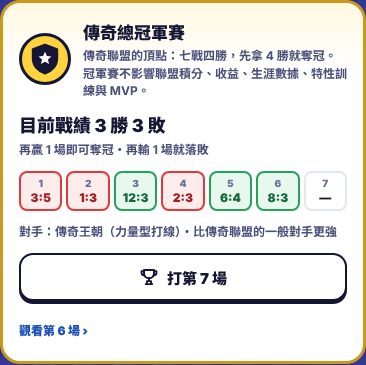 傳奇總冠軍賽
傳奇聯盟的頂點：七戰四勝，先拿 4 勝就奪冠。
冠軍賽不影響聯盟積分、收益、生涯數據、特性訓
練與 MVP。
目前戰績 3 勝 3 敗
再贏 1 場即可奪冠・再輸 1 場就落敗
1 2 3 4 5 6 7
3:5 1:3 12:3 2:3 6:4 8:3 —
對手：傳奇王朝（力量型打線）・比傳奇聯盟的一般對手更強
打第 7 場
觀看第 6 場 ›